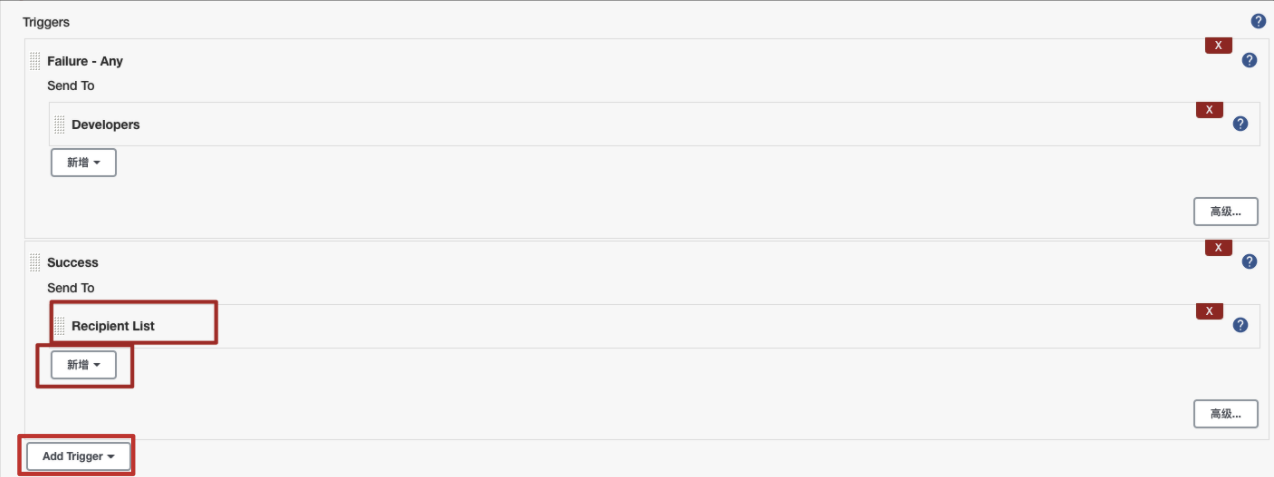 Triggers
?
X
Failure - Any
?
Send To
X
Developers
?
新增
高级...
X
Success
?
Send To
X
Recipient List
?
新增
高级...
Add Trigger